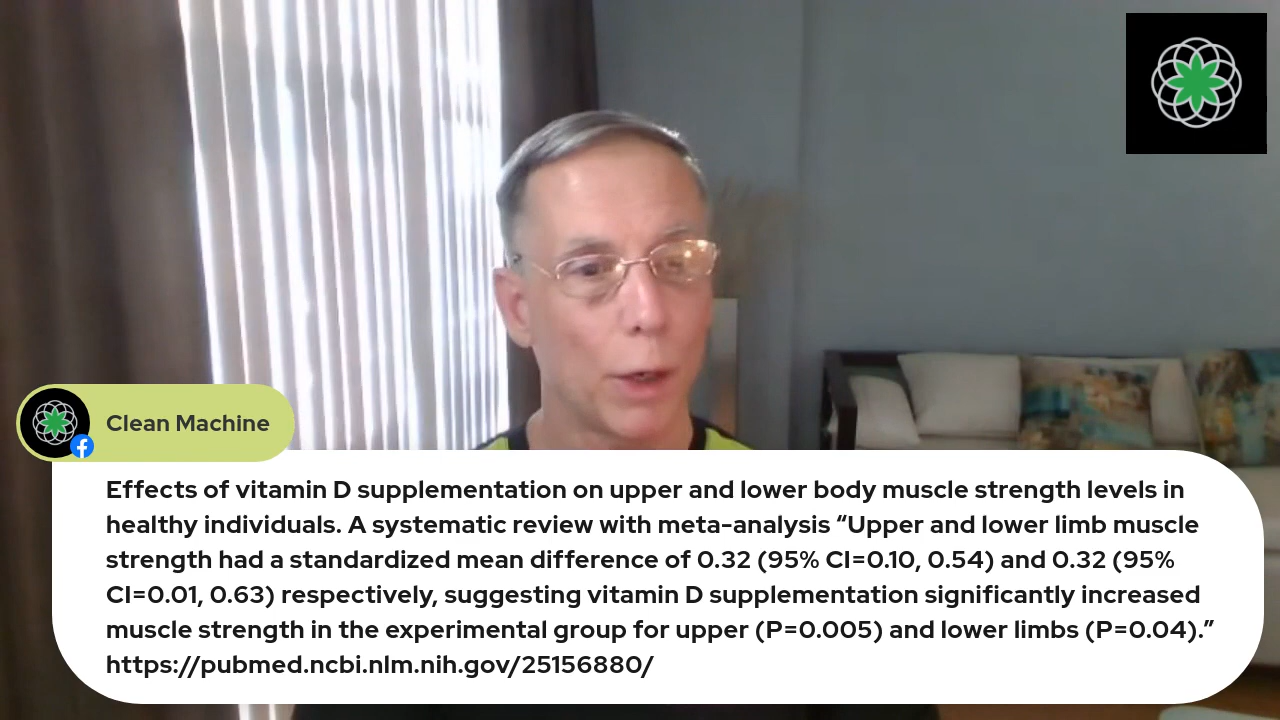 Clean Machine
Effects of vitamin D supplementation on upper and lower body muscle strength levels in
healthy individuals. A systematic review with meta-analysis “Upper and lower limb muscle
strength had a standardized mean difference of 0.32 (95% CI=0.10, 0.54) and 0.32 (95%
CI=0.01, 0.63) respectively, suggesting vitamin D supplementation significantly increased
muscle strength in the experimental group for upper (P=0.005) and lower limbs (P=0.04).”
https://pubmed.ncbi.nlm.nih.gov/25156880/